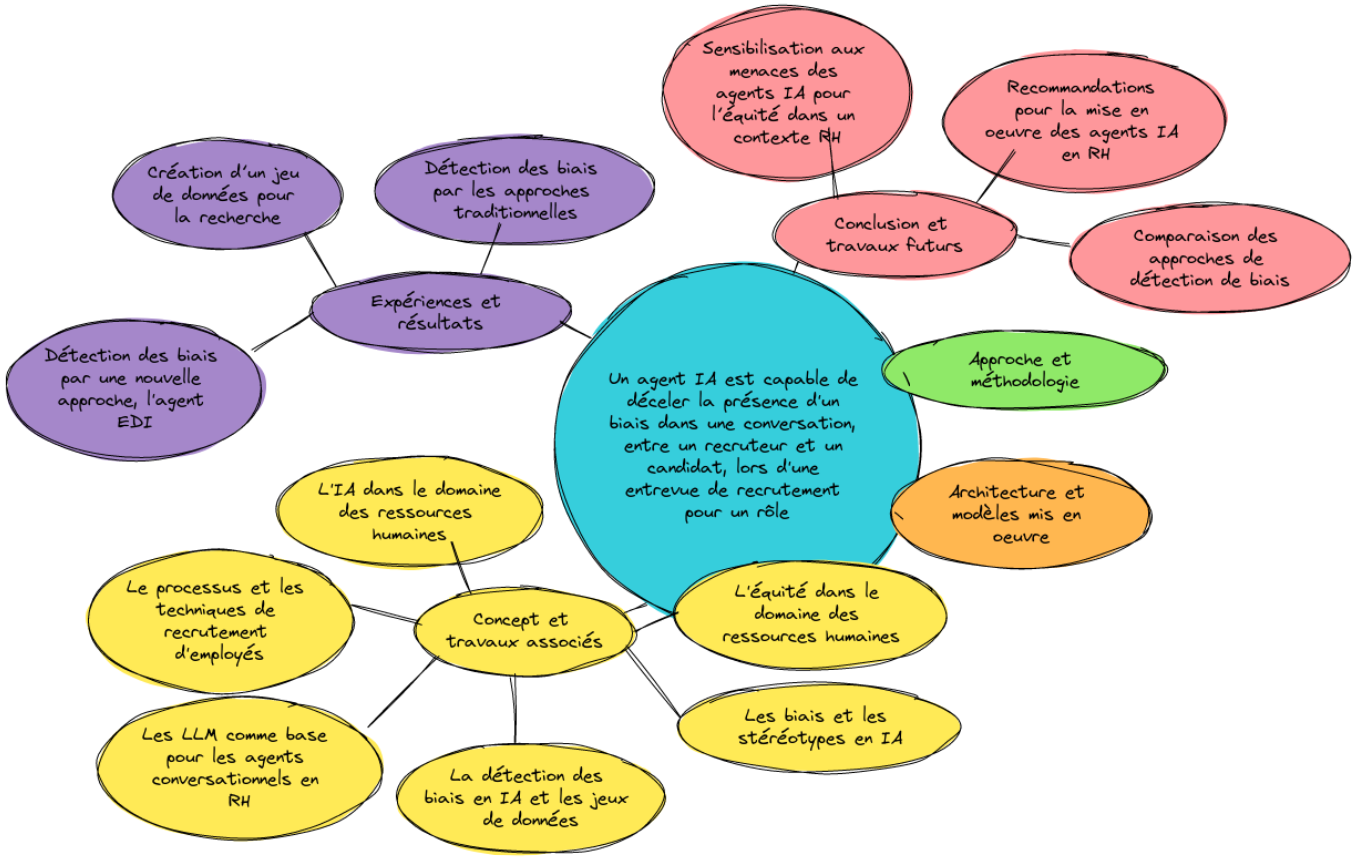 Sensibilisation aux
menaces des
agents IA pour
l'équité dans un
contexte RH
Recommandations
pour la mise en
oeuvre des agents IA
en RH
Conclusion et
travaux futurs
Comparaison des
approches de
détection de biais
Création d'un jeu
de données pour
la recherche
Détection des biais
par les approches
traditionnelles
Expériences et
résultats
Détection des biais
par une nouvelle
approche, l'agent
EDI
Un agent IA est capable de
déceler la présence d'un
biais dans une conversation,
entre un recruteur et un
candidat, lors d'une
entrevue de recrutement
pour un rôle
Approche et
méthodologie
Architecture et
modèles mis en
oeuvre
L'IA dans le domaine
des ressources
humaines
Le processus et les
techniques de
recrutement
d'employés
Concept et
travaux associés
L'équité dans le
domaine des
ressources humaines
Les LLM comme base
pour les agents
conversationnels en
RH
La détection des
biais en IA et les jeux
de données
Les biais et les
stéréotypes en IA